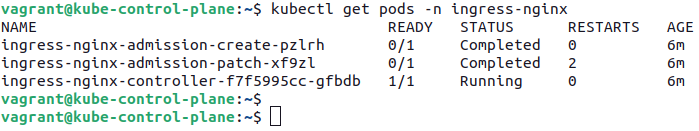 vagrant@kube-control-plane:~$ kubectl get pods -n ingress-nginx
NAME                                       READY   STATUS      RESTARTS   AGE
ingress-nginx-admission-create-pzlrh       0/1     Completed   0          6m
ingress-nginx-admission-patch-xf9zl        0/1     Completed   2          6m
ingress-nginx-controller-f7f5995cc-gfbdb   1/1     Running     0          6m
vagrant@kube-control-plane:~$
vagrant@kube-control-plane:~$